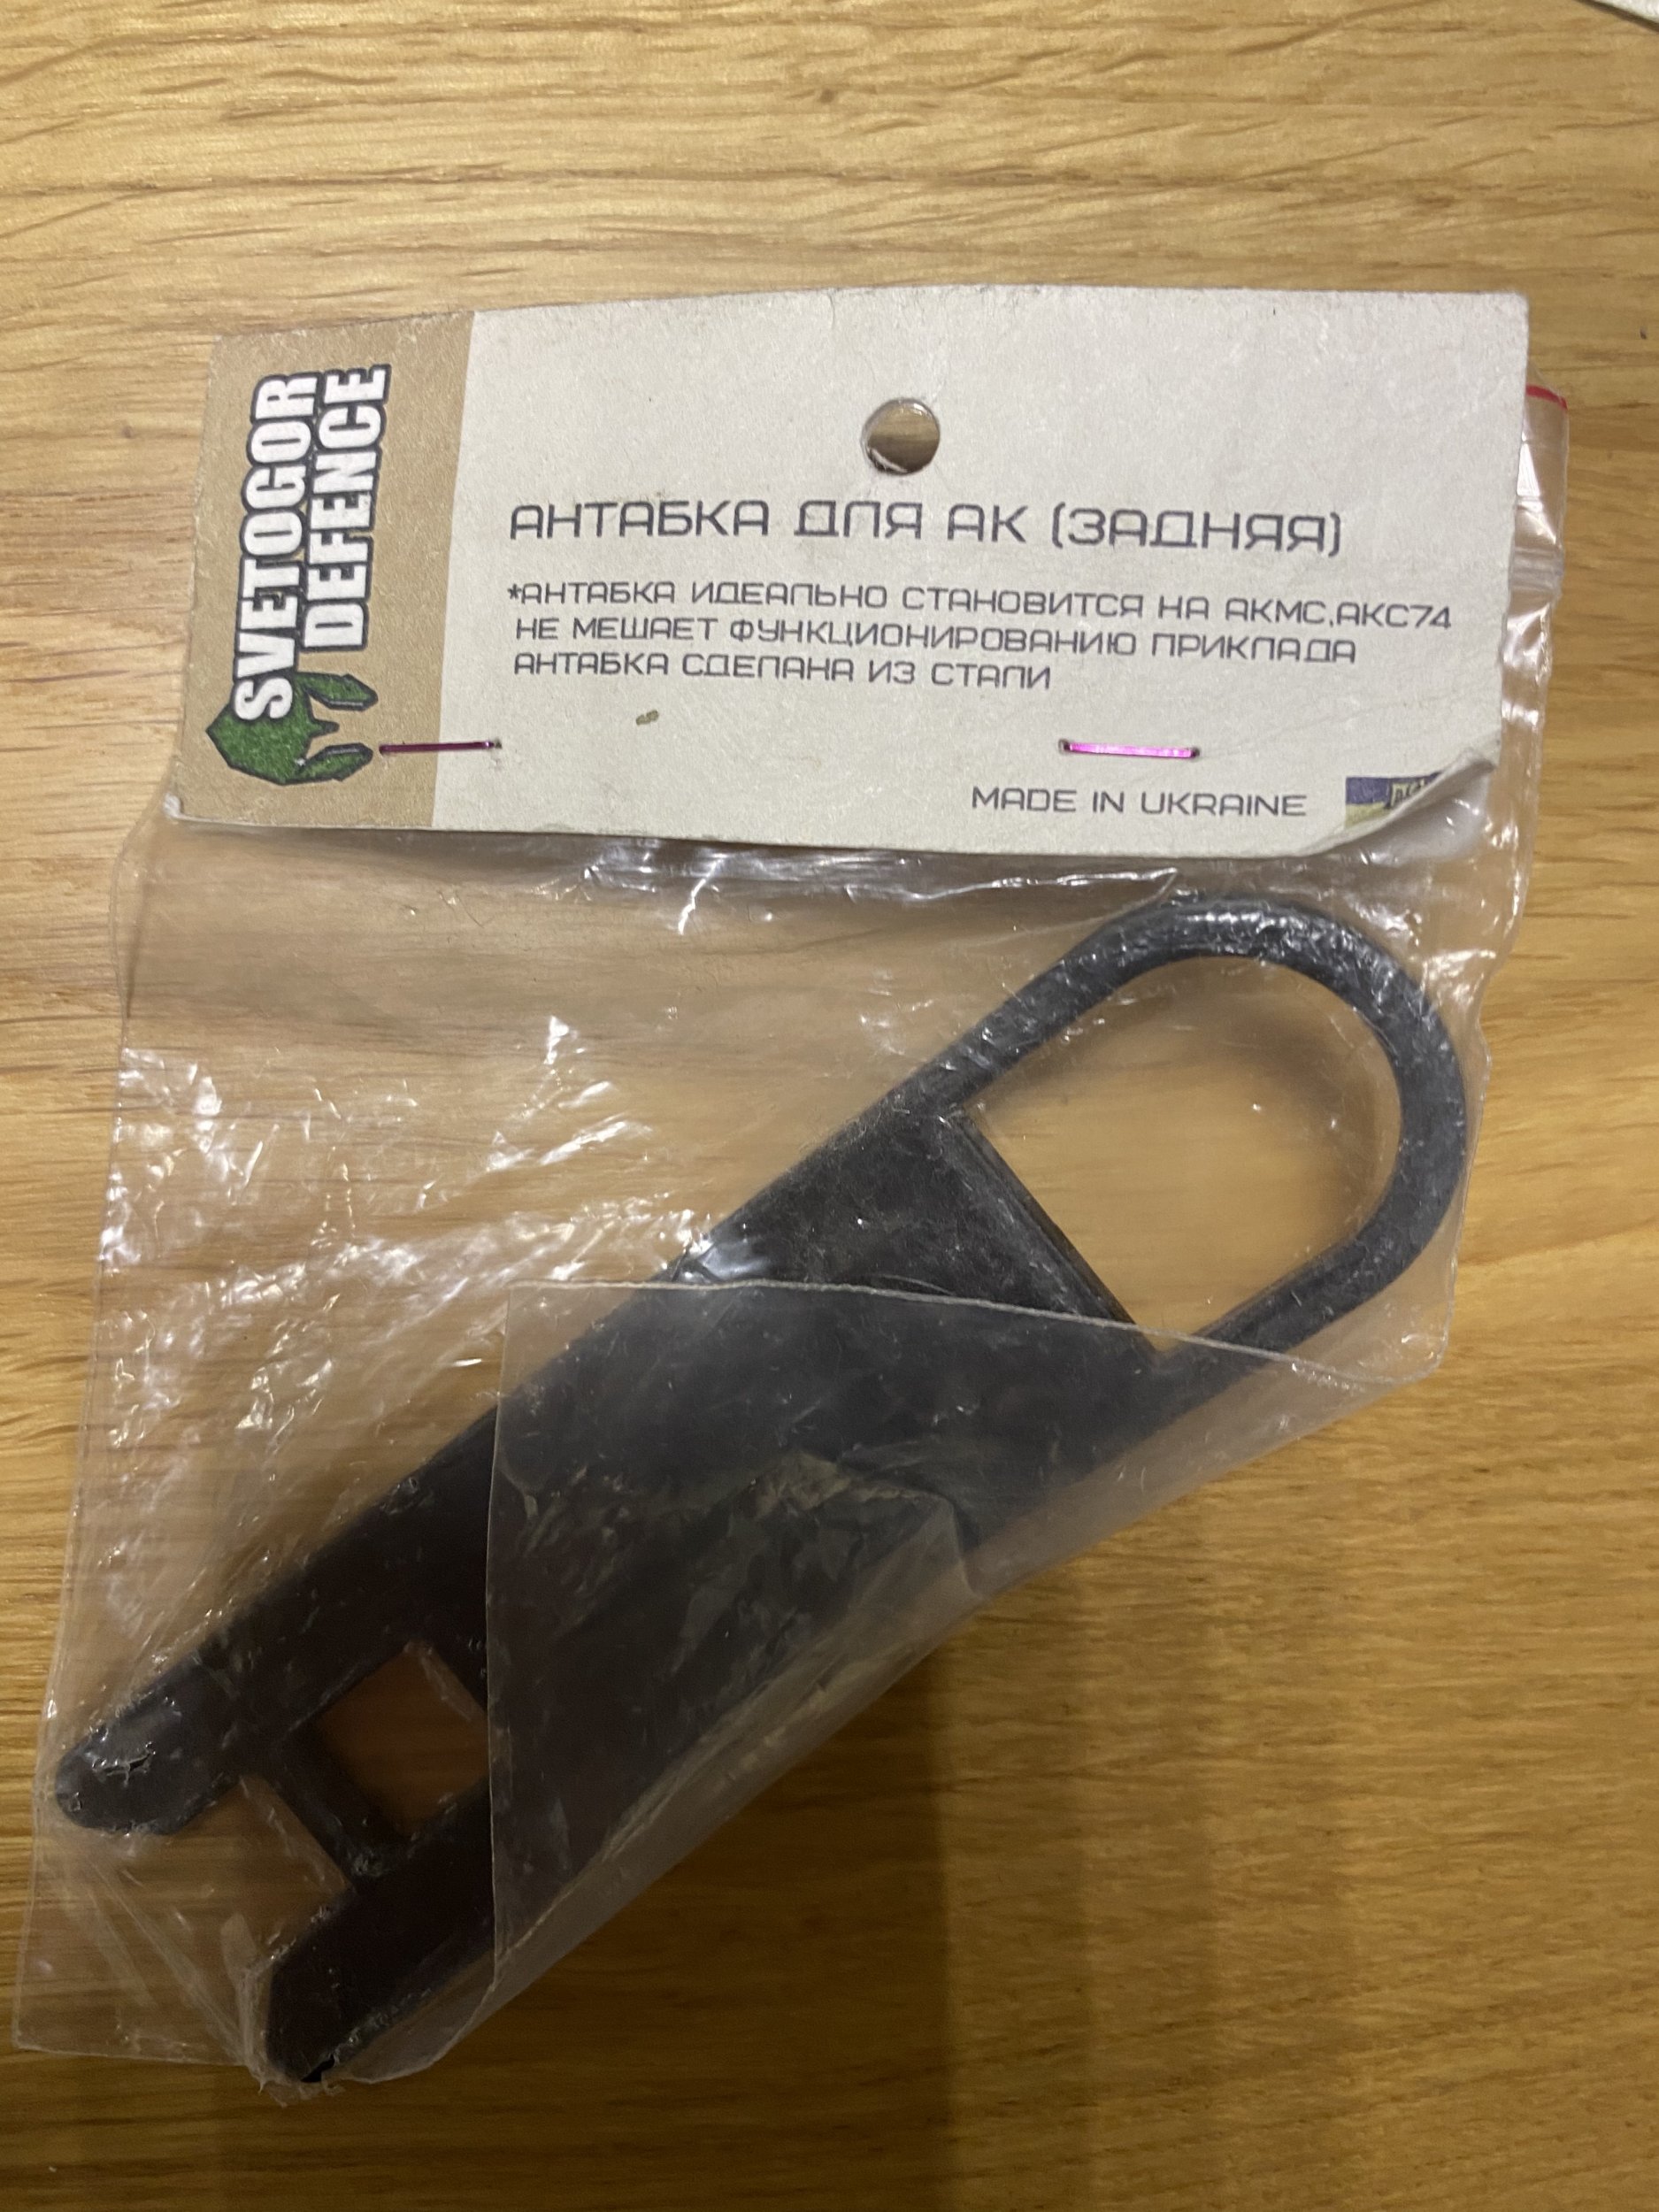 SVETOGOR
DEFENCE
АНТАБКА ДЛЯ АК (ЗАДНЯЯ)
*АНТАБКА ИДЕАЛЬНО СТАНОВИТСЯ НА АКМС,АКС74
НЕ МЕШАЕТ ФУНКЦИОНИРОВАНИЮ ПРИКЛАДА
АНТАБКА СДЕЛАНА ИЗ СТАЛИ
MADE IN UKRAINE